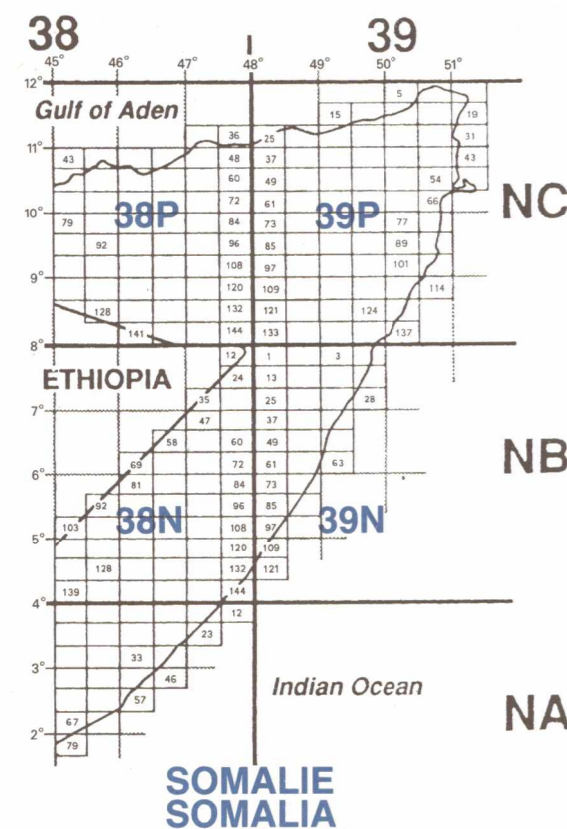 38 39
45° 46° 47° 48° 49° 50° 51°
12°
5
Gulf of Aden
15 19
36 25 31
11°
43 48 37 43
60 49 54
38P 72 61 39P 66 NC
10°
79 84 73 77
92 96 85 89
108 97 101
9°
120 109 114
128 132 121 124
141 144 133 137
8°
12 1 3
ETHIOPIA 24 13
35 25 28
7°
47 37
58 60 49
69 72 61 63 NB
6°
81 84 73
92 96 85
38N 39N
103 108 97
5°
120 109
128 132 121
139 144
4°
12
23
33
3°
46 Indian Ocean
57 NA
67
2°
79
SOMALIE
SOMALIA